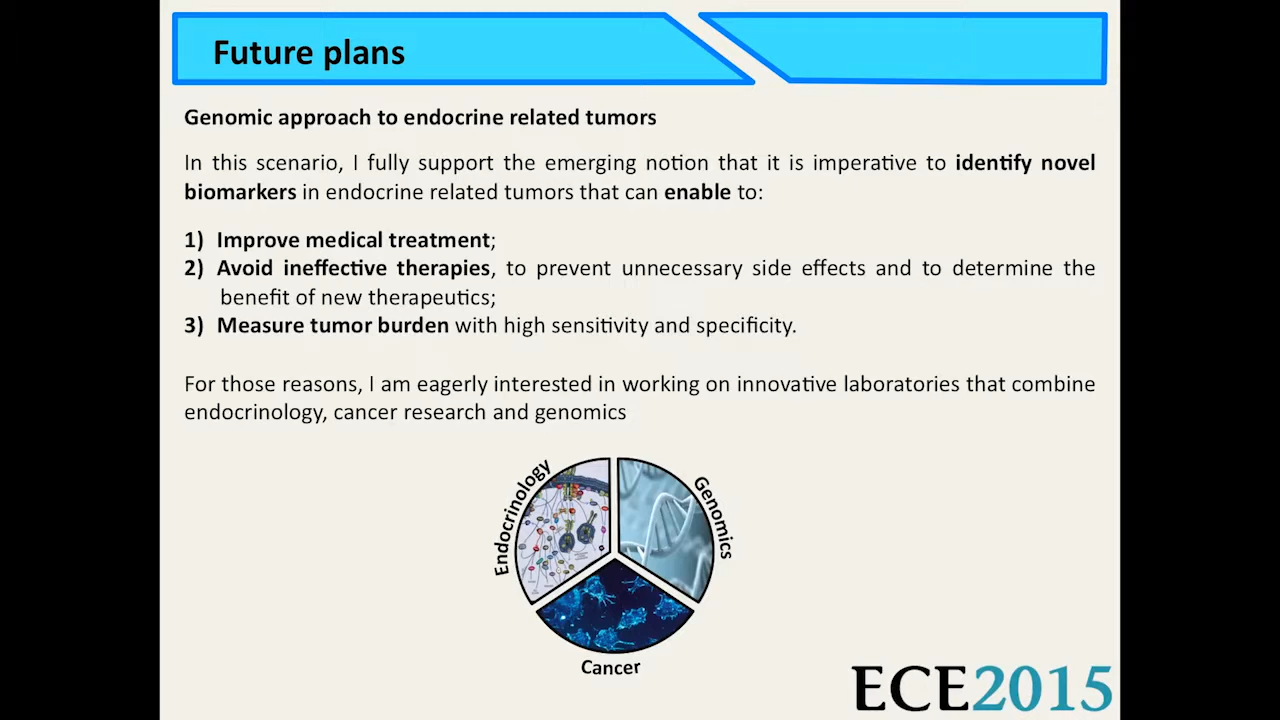 Future plans
Genomic approach to endocrine related tumors
In this scenario, I fully support the emerging notion that it is imperative to identify novel
biomarkers in endocrine related tumors that can enable to:
1) Improve medical treatment;
2) Avoid ineffective therapies, to prevent unnecessary side effects and to determine the
benefit of new therapeutics;
3) Measure tumor burden with high sensitivity and specificity.
For those reasons, I am eagerly interested in working on innovative laboratories that combine
endocrinology, cancer research and genomics
Endocrinology
Genomics
Cancer
ECE2015